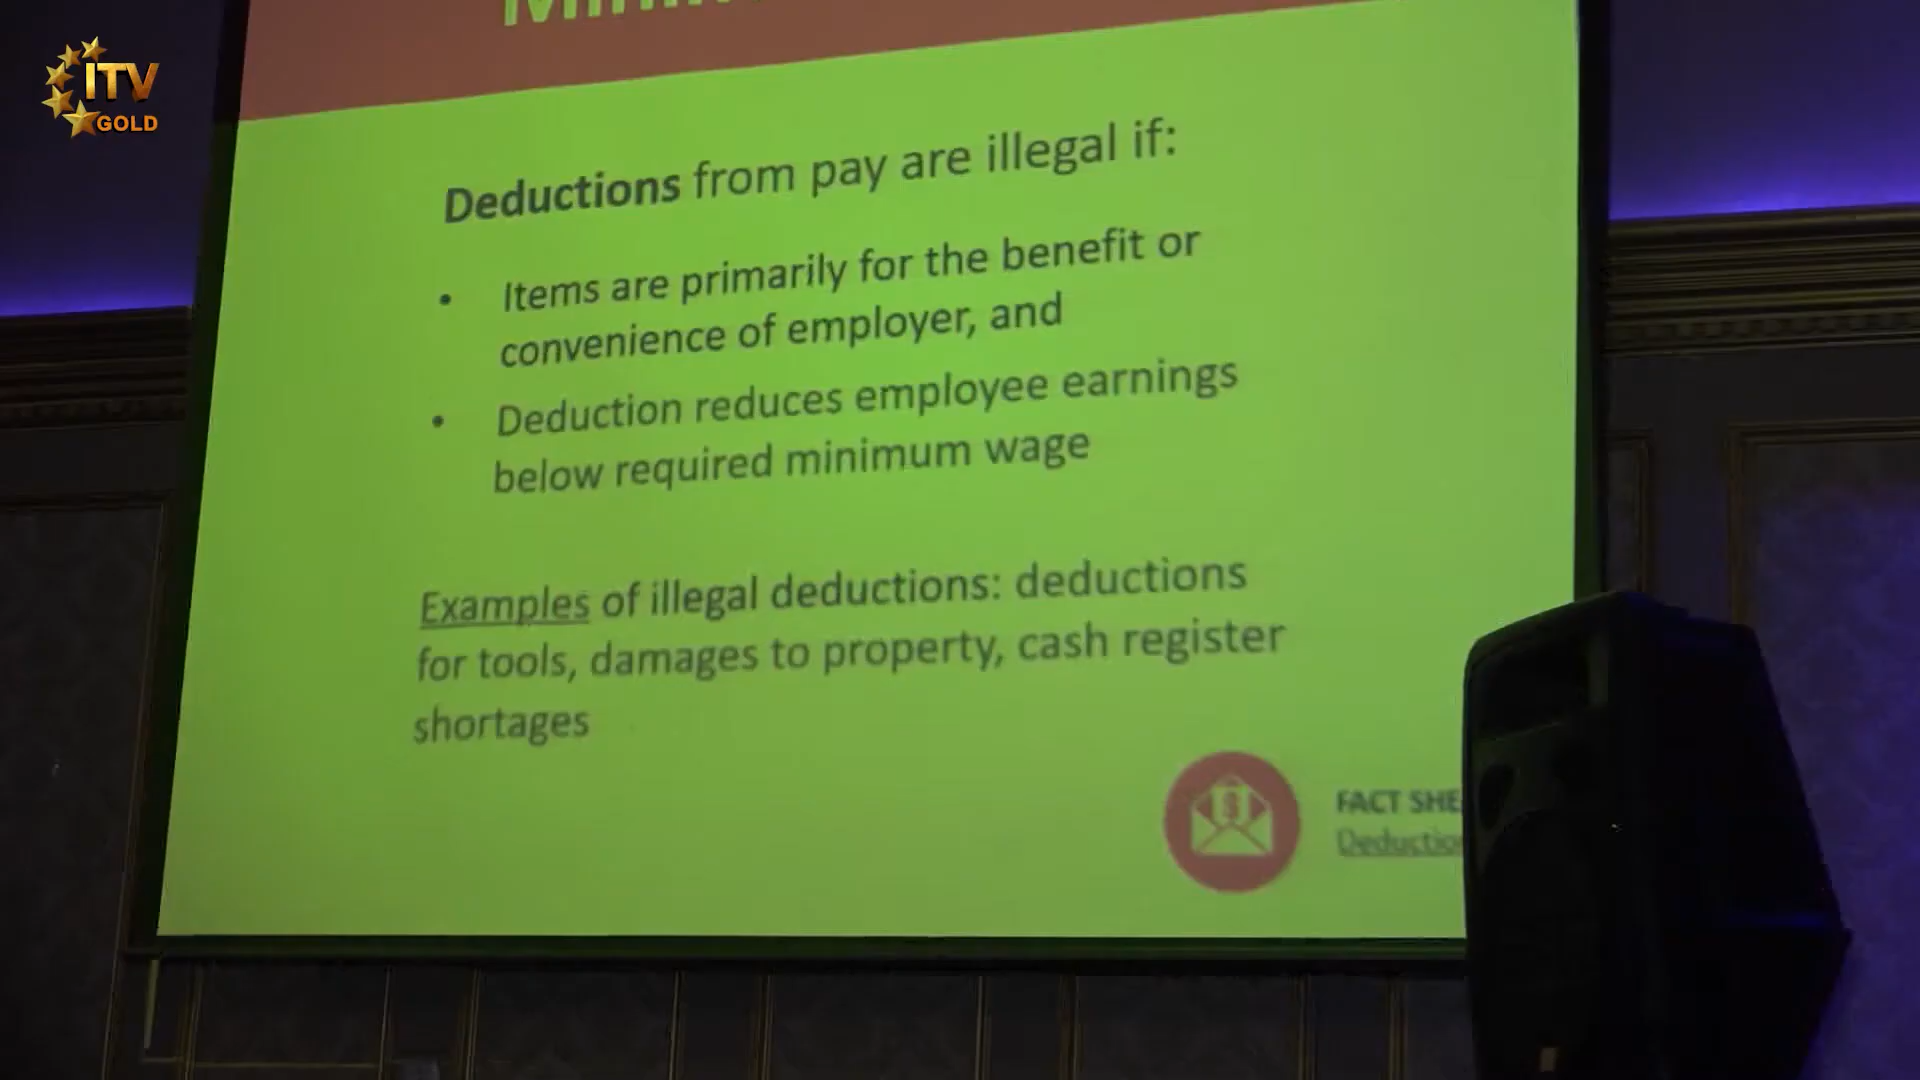 ITV
GOLD
Deductions from pay are illegal if:
• Items are primarily for the benefit or
convenience of employer, and
• Deduction reduces employee earnings
below required minimum wage
Examples of illegal deductions: deductions
for tools, damages to property, cash register
shortages
$
FACT